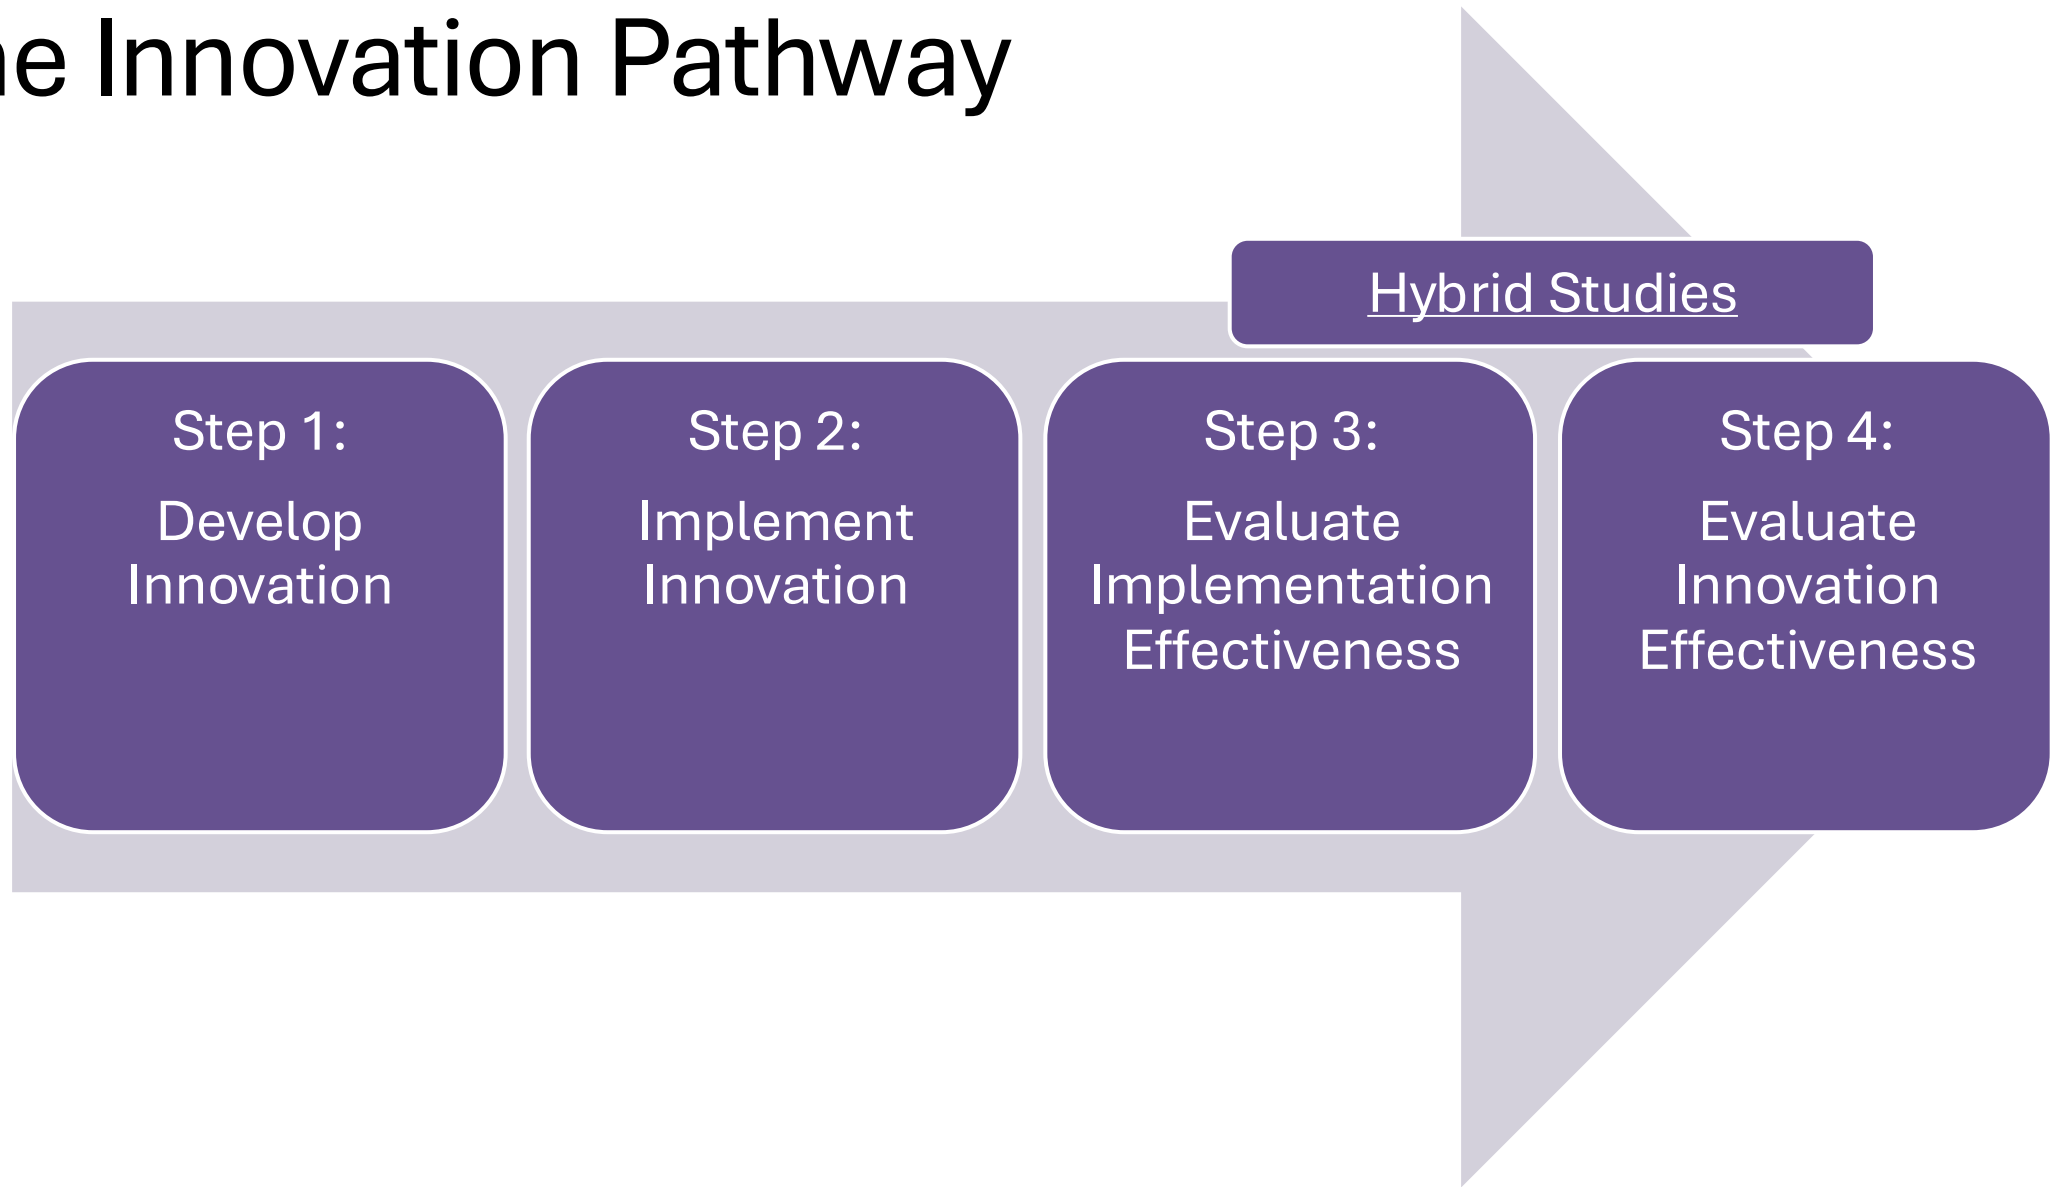 he Innovation Pathway
Hybrid Studies
Step 1:
Develop
Innovation
Step 2:
Implement
Innovation
Step 3:
Evaluate
Implementation
Effectiveness
Step 4:
Evaluate
Innovation
Effectiveness